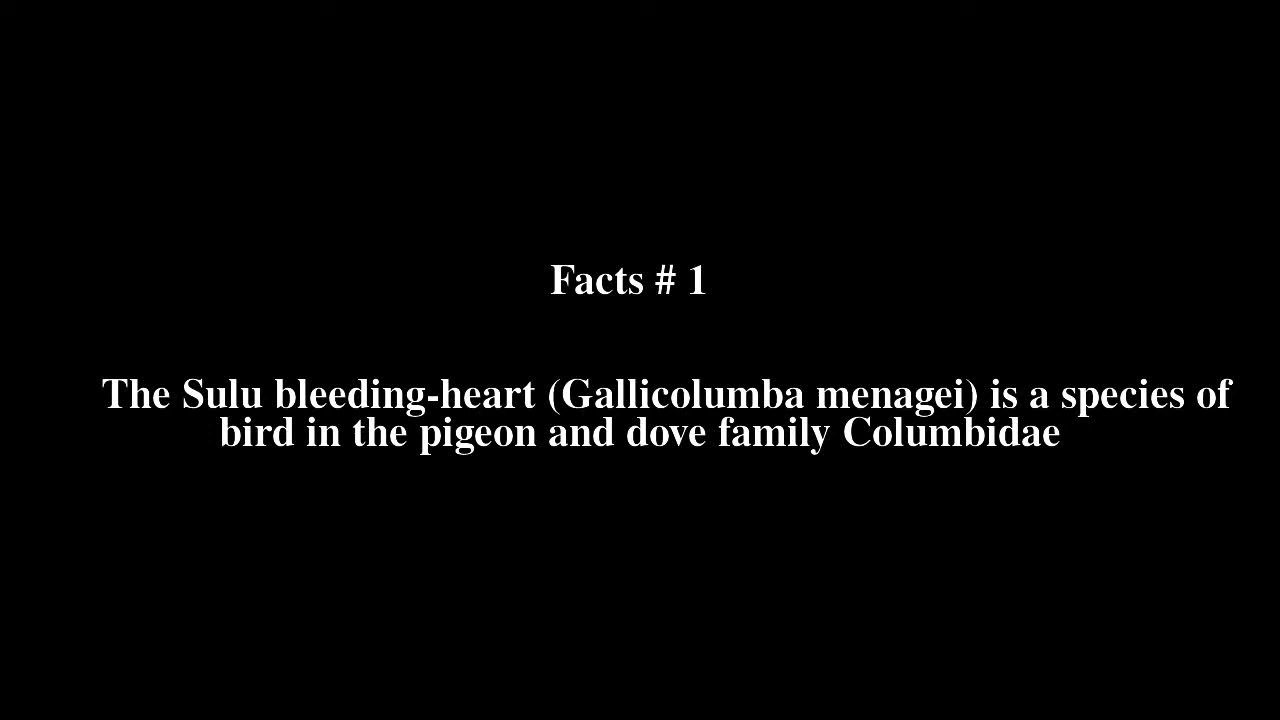 Facts # 1
The Sulu bleeding-heart (Gallicolumba menagei) is a species of
bird in the pigeon and dove family Columbidae